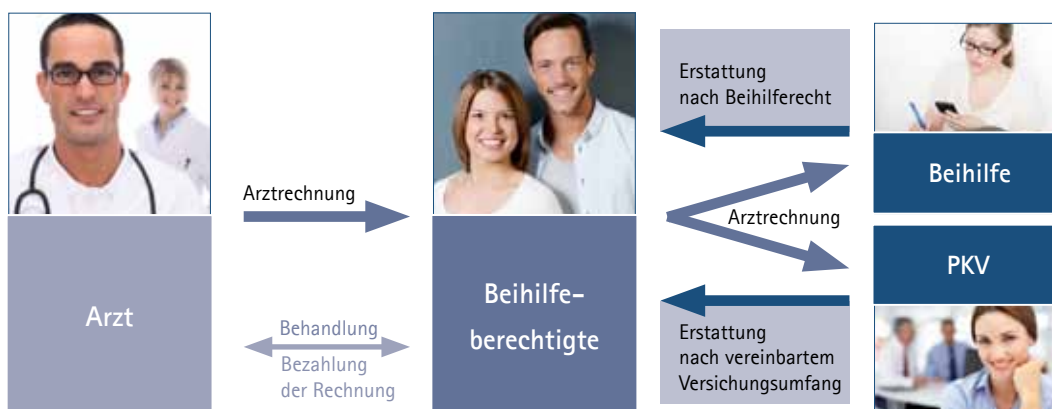 Arztrechnung
Arzt
Behandlung
Bezahlung
der Rechnung
Beihilfe-
berechtigte
Erstattung
nach Beihilferecht
Arztrechnung
Beihilfe
PKV
Erstattung
nach vereinbartem
Versichungsumfang